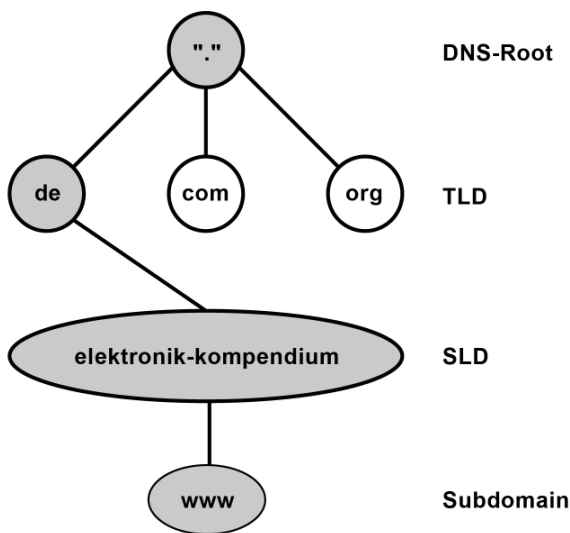 "." DNS-Root
de com org TLD
elektronik-kompendium SLD
www Subdomain